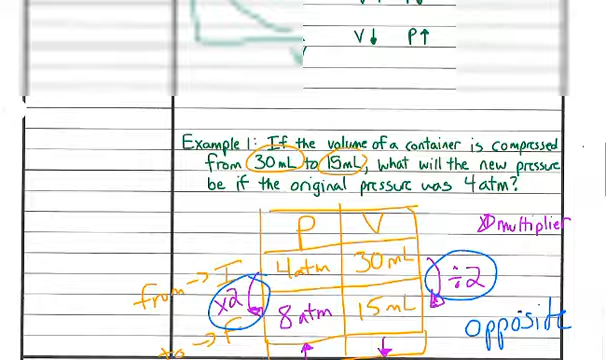 V↓ P↑
Example 1: If the volume of a container is compressed
from 30mL to 15mL, what will the new pressure
be if the original pressure was 4atm?
P V
multiplier
from → I 4atm 30mL ÷2
x2
to → F 8atm 15mL
opposite
↑ ↓